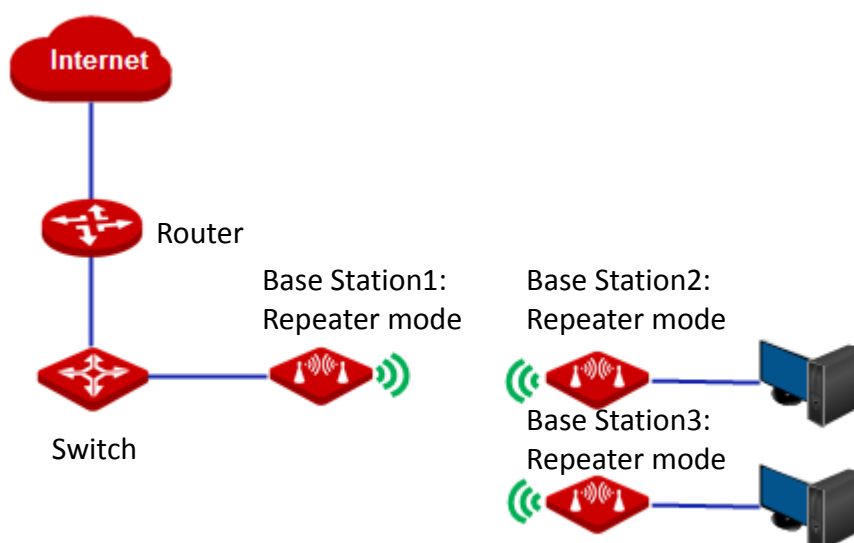 Internet
Router
Base Station1:
Repeater mode
Base Station2:
Repeater mode
Switch
Base Station3:
Repeater mode